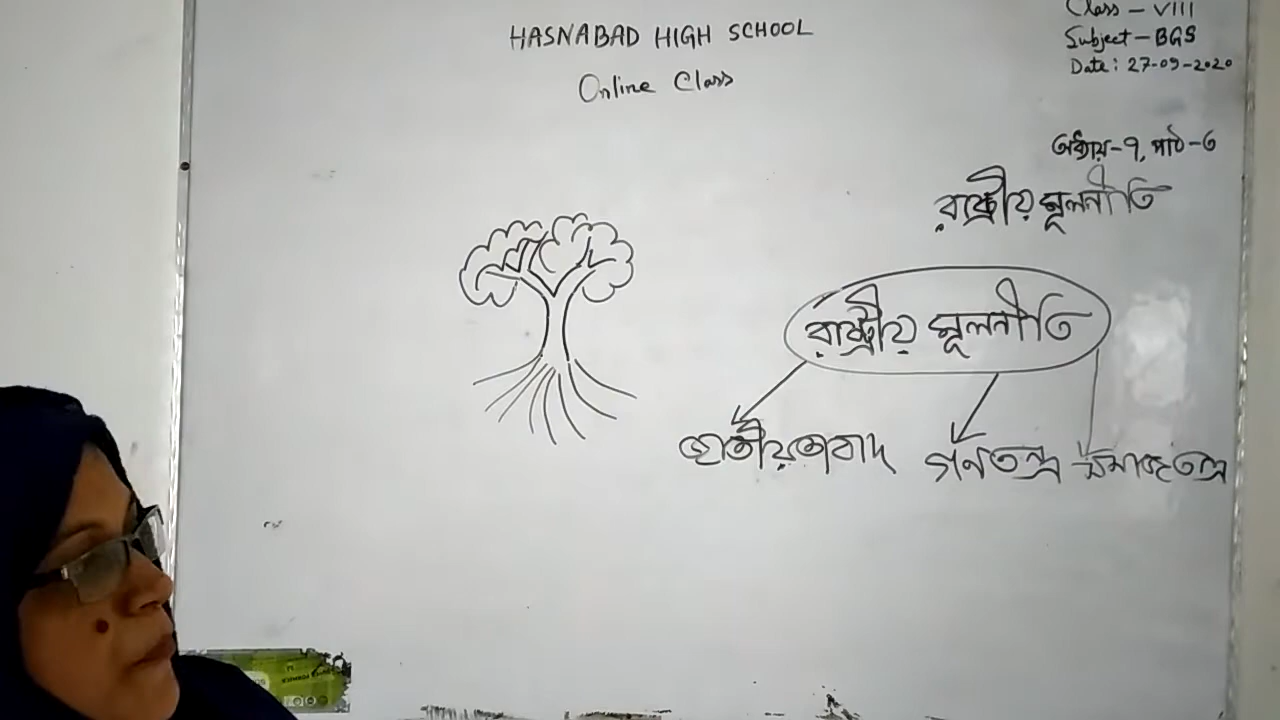 HASNABAD HIGH SCHOOL
Online Class
Class - VIII
Subject - BGS
Date: 27-09-2020
অধ্যায়-৭, পাঠ-৩
রাষ্ট্রীয় মূলনীতি
রাষ্ট্রীয় মূলনীতি
জাতীয়তাবাদ গনতন্ত্র সমাজতন্ত্র